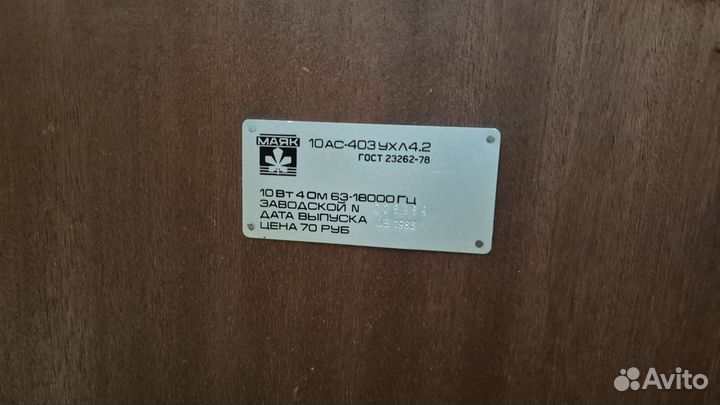 МАЯК
10АС-403 УХЛ4.2
ГОСТ 23262-78
10 Вт 4 Ом 63-18000 ГЦ
ЗАВОДСКОЙ N
ДАТА ВЫПУСКА
ЦЕНА 70 РУБ
Avito